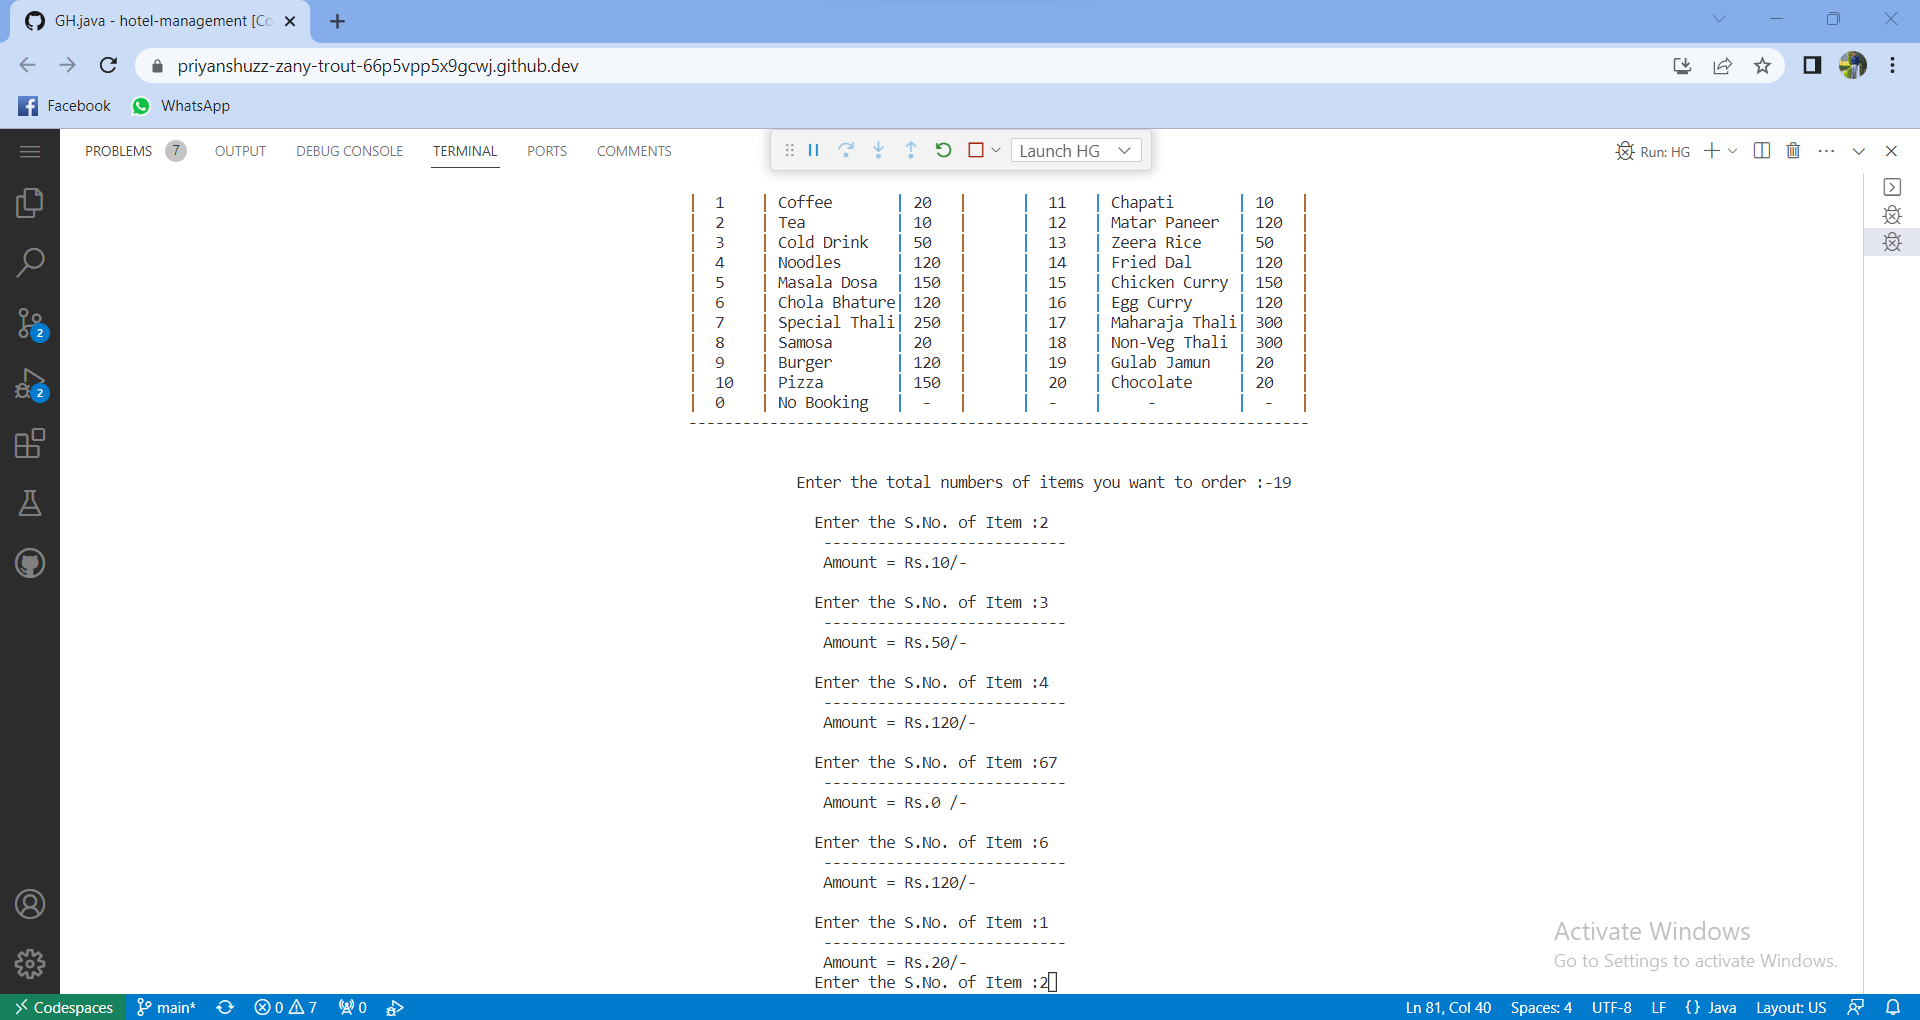 GH.java - hotel-management [Co
priyanshuzz-zany-trout-66p5vpp5x9gcwj.github.dev
Facebook WhatsApp
PROBLEMS 7 OUTPUT DEBUG CONSOLE TERMINAL PORTS COMMENTS Launch HG Run: HG
| 1 | Coffee | 20 | | 11 | Chapati | 10 |
| 2 | Tea | 10 | | 12 | Matar Paneer | 120 |
| 3 | Cold Drink | 50 | | 13 | Zeera Rice | 50 |
| 4 | Noodles | 120 | | 14 | Fried Dal | 120 |
| 5 | Masala Dosa | 150 | | 15 | Chicken Curry | 150 |
| 6 | Chola Bhature| 120 | | 16 | Egg Curry | 120 |
| 7 | Special Thali| 250 | | 17 | Maharaja Thali| 300 |
| 8 | Samosa | 20 | | 18 | Non-Veg Thali | 300 |
| 9 | Burger | 120 | | 19 | Gulab Jamun | 20 |
| 10 | Pizza | 150 | | 20 | Chocolate | 20 |
| 0 | No Booking | - | | - | - | - |
---------------------------------------------------------------------
Enter the total numbers of items you want to order :-19
Enter the S.No. of Item :2
---------------------------
Amount = Rs.10/-
Enter the S.No. of Item :3
---------------------------
Amount = Rs.50/-
Enter the S.No. of Item :4
---------------------------
Amount = Rs.120/-
Enter the S.No. of Item :67
---------------------------
Amount = Rs.0 /-
Enter the S.No. of Item :6
---------------------------
Amount = Rs.120/-
Enter the S.No. of Item :1
---------------------------
Amount = Rs.20/-
Enter the S.No. of Item :2
2
2
Activate Windows
Go to Settings to activate Windows.
Codespaces main* 0 7 0 Ln 81, Col 40 Spaces: 4 UTF-8 LF {} Java Layout: US